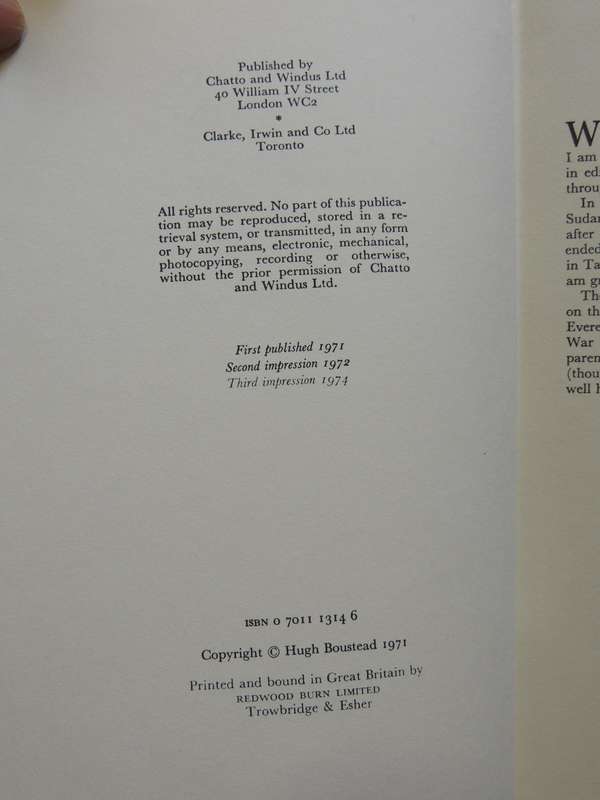 Published by
Chatto and Windus Ltd
40 William IV Street
London WC2
*
Clarke, Irwin and Co Ltd
Toronto
All rights reserved. No part of this publica-
tion may be reproduced, stored in a re-
trieval system, or transmitted, in any form
or by any means, electronic, mechanical,
photocopying, recording or otherwise,
without the prior permission of Chatto
and Windus Ltd.
First published 1971
Second impression 1972
Third impression 1974
ISBN 0 7011 1314 6
Copyright © Hugh Boustead 1971
Printed and bound in Great Britain by
REDWOOD BURN LIMITED
Trowbridge & Esher
W
I am
in
throu
In
Sudan
after
ended
in Ta
am
Th
on th
Evere
War
paren
(thou
well h